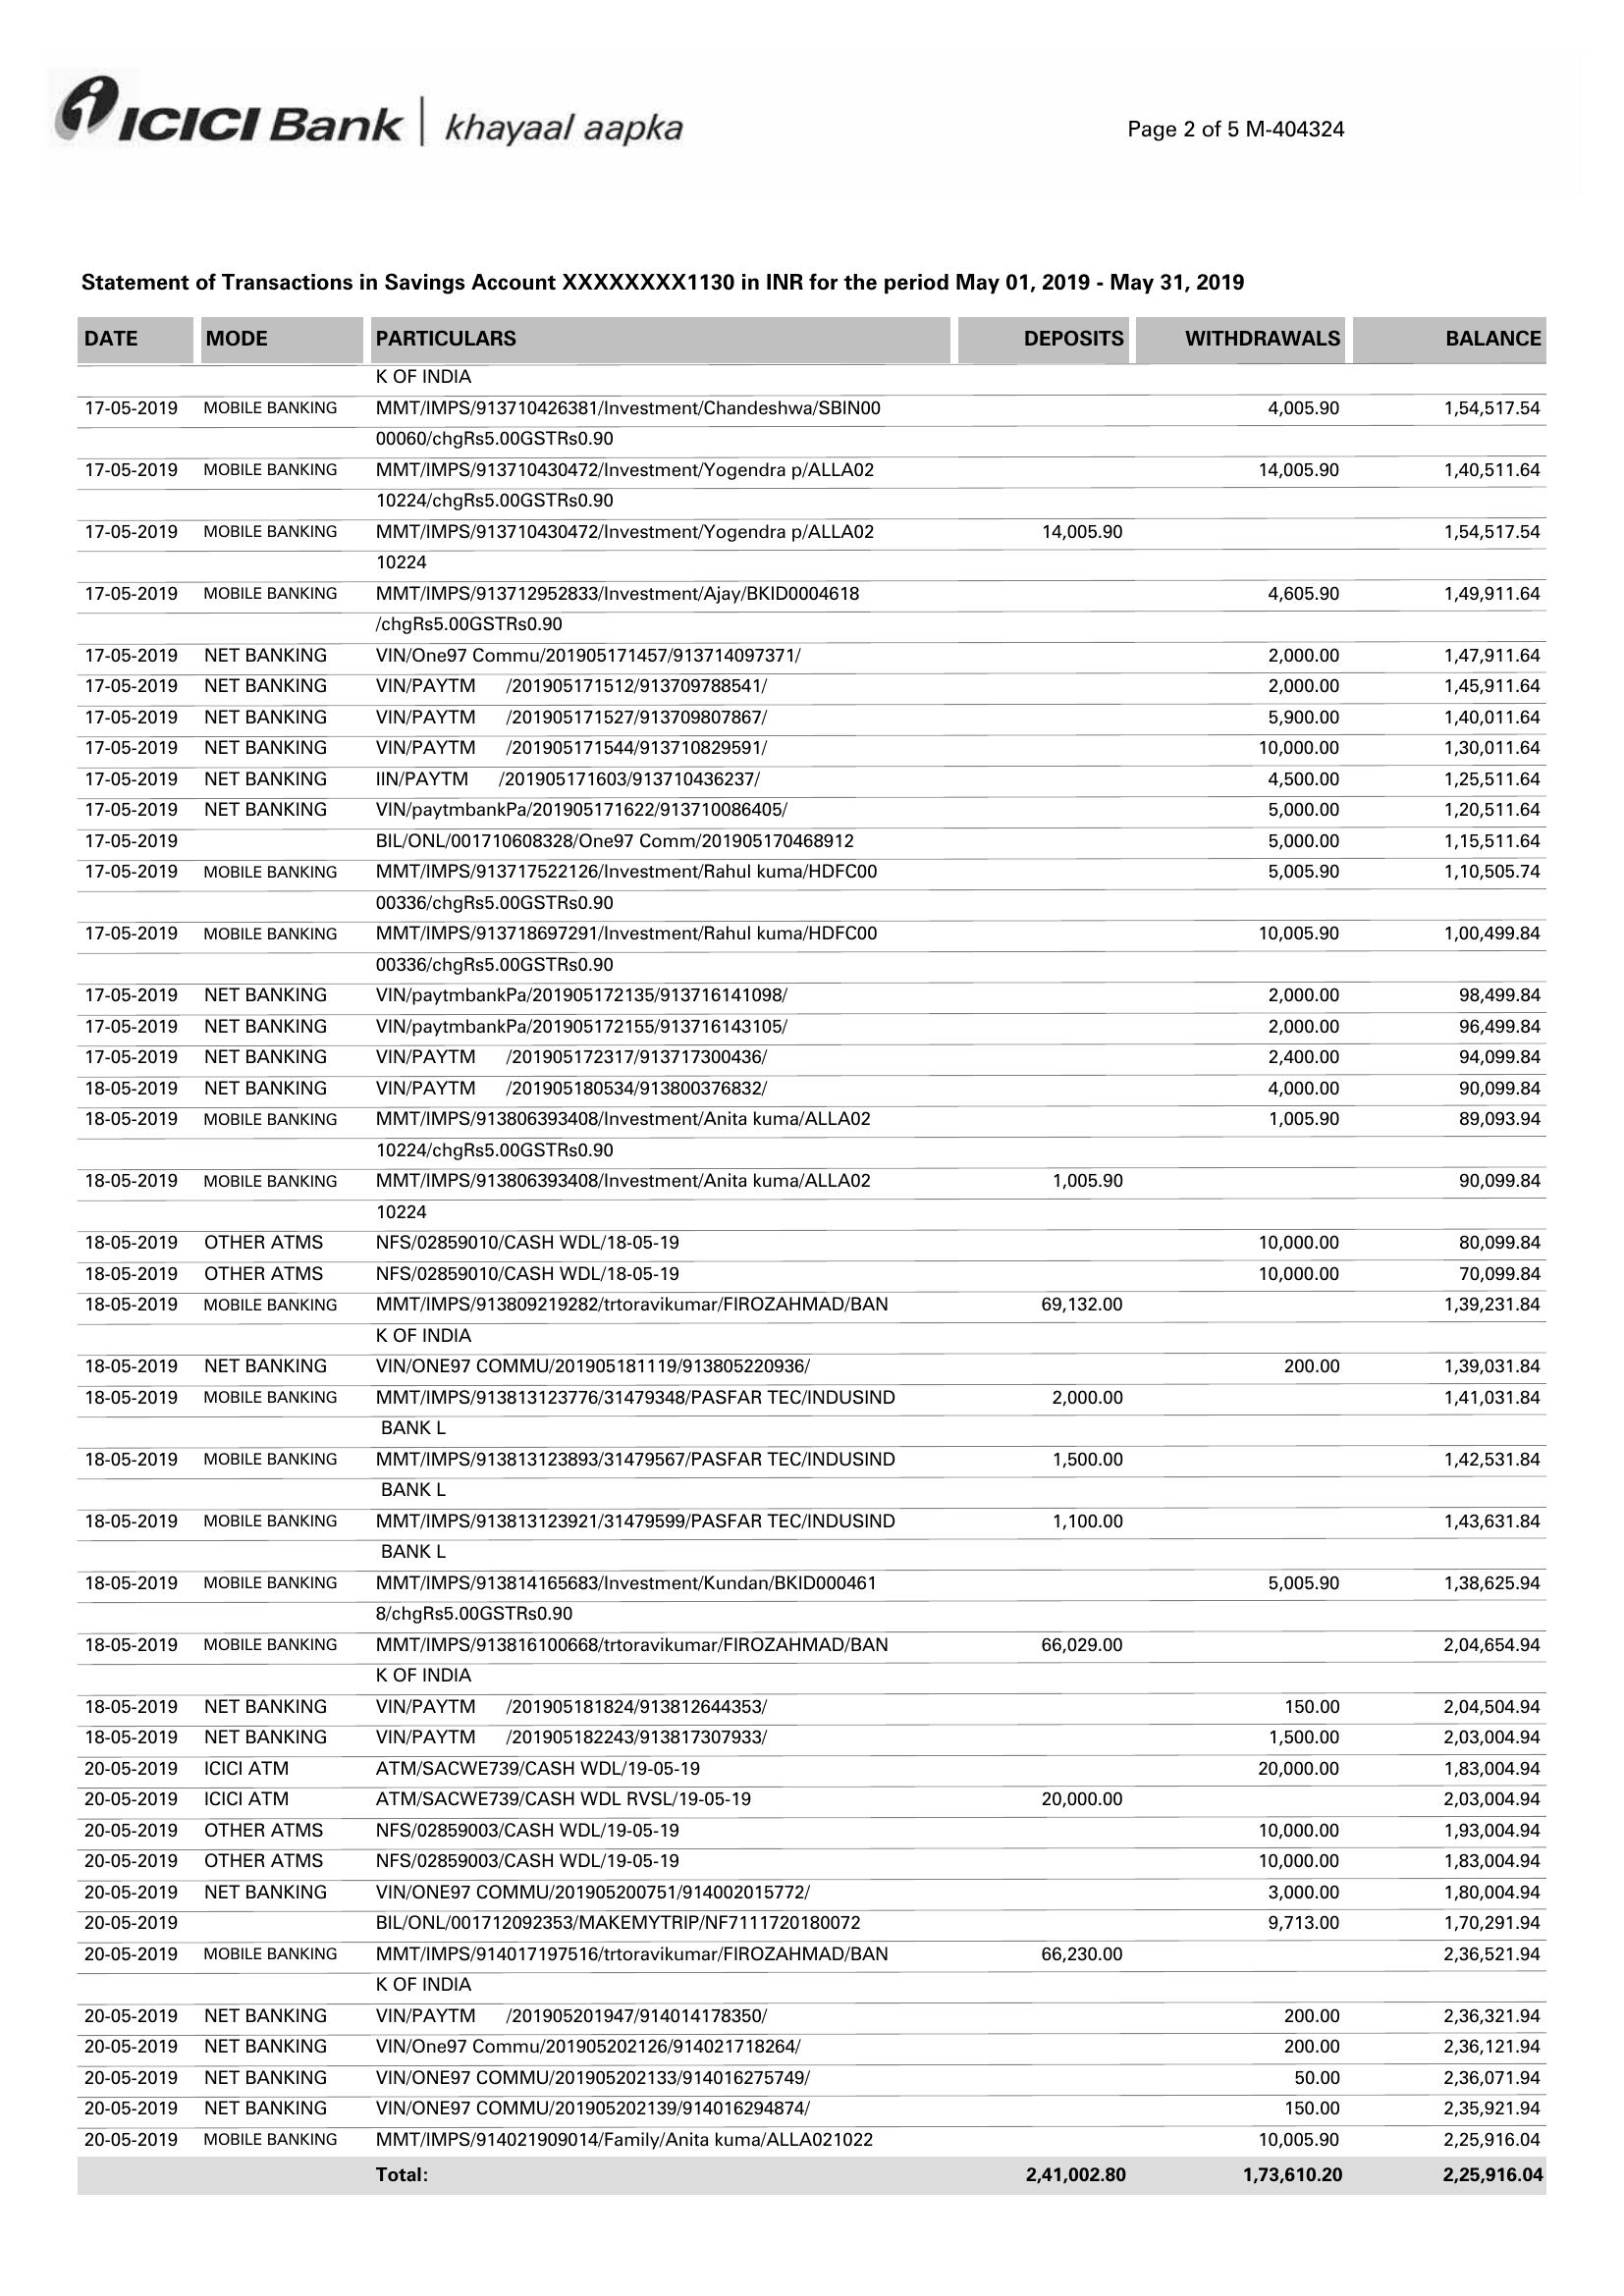 ICICI Bank | khayaal aapka
Page 2 of 5 M-404324
Statement of Transactions in Savings Account XXXXXXXX1130 in INR for the period May 01, 2019 - May 31, 2019
DATE MODE PARTICULARS DEPOSITS WITHDRAWALS BALANCE
K OF INDIA
17-05-2019 MOBILE BANKING MMT/IMPS/913710426381/Investment/Chandeshwa/SBIN00 4,005.90 1,54,517.54
00060/chgRs5.00GSTRs0.90
17-05-2019 MOBILE BANKING MMT/IMPS/913710430472/Investment/Yogendra p/ALLA02 14,005.90 1,40,511.64
10224/chgRs5.00GSTRs0.90
17-05-2019 MOBILE BANKING MMT/IMPS/913710430472/Investment/Yogendra p/ALLA02 14,005.90 1,54,517.54
10224
17-05-2019 MOBILE BANKING MMT/IMPS/913712952833/Investment/Ajay/BKID0004618 4,605.90 1,49,911.64
/chgRs5.00GSTRs0.90
17-05-2019 NET BANKING VIN/One97 Commu/201905171457/913714097371/ 2,000.00 1,47,911.64
17-05-2019 NET BANKING VIN/PAYTM /201905171512/913709788541/ 2,000.00 1,45,911.64
17-05-2019 NET BANKING VIN/PAYTM /201905171527/913709807867/ 5,900.00 1,40,011.64
17-05-2019 NET BANKING VIN/PAYTM /201905171544/913710829591/ 10,000.00 1,30,011.64
17-05-2019 NET BANKING IIN/PAYTM /201905171603/913710436237/ 4,500.00 1,25,511.64
17-05-2019 NET BANKING VIN/paytmbankPa/201905171622/913710086405/ 5,000.00 1,20,511.64
17-05-2019 BIL/ONL/001710608328/One97 Comm/201905170468912 5,000.00 1,15,511.64
17-05-2019 MOBILE BANKING MMT/IMPS/913717522126/Investment/Rahul kuma/HDFC00 5,005.90 1,10,505.74
00336/chgRs5.00GSTRs0.90
17-05-2019 MOBILE BANKING MMT/IMPS/913718697291/Investment/Rahul kuma/HDFC00 10,005.90 1,00,499.84
00336/chgRs5.00GSTRs0.90
17-05-2019 NET BANKING VIN/paytmbankPa/201905172135/913716141098/ 2,000.00 98,499.84
17-05-2019 NET BANKING VIN/paytmbankPa/201905172155/913716143105/ 2,000.00 96,499.84
17-05-2019 NET BANKING VIN/PAYTM /201905172317/913717300436/ 2,400.00 94,099.84
18-05-2019 NET BANKING VIN/PAYTM /201905180534/913800376832/ 4,000.00 90,099.84
18-05-2019 MOBILE BANKING MMT/IMPS/913806393408/Investment/Anita kuma/ALLA02 1,005.90 89,093.94
10224/chgRs5.00GSTRs0.90
18-05-2019 MOBILE BANKING MMT/IMPS/913806393408/Investment/Anita kuma/ALLA02 1,005.90 90,099.84
10224
18-05-2019 OTHER ATMS NFS/02859010/CASH WDL/18-05-19 10,000.00 80,099.84
18-05-2019 OTHER ATMS NFS/02859010/CASH WDL/18-05-19 10,000.00 70,099.84
18-05-2019 MOBILE BANKING MMT/IMPS/913809219282/trtoravikumar/FIROZAHMAD/BAN 69,132.00 1,39,231.84
K OF INDIA
18-05-2019 NET BANKING VIN/ONE97 COMMU/201905181119/913805220936/ 200.00 1,39,031.84
18-05-2019 MOBILE BANKING MMT/IMPS/913813123776/31479348/PASFAR TEC/INDUSIND 2,000.00 1,41,031.84
BANK L
18-05-2019 MOBILE BANKING MMT/IMPS/913813123893/31479567/PASFAR TEC/INDUSIND 1,500.00 1,42,531.84
BANK L
18-05-2019 MOBILE BANKING MMT/IMPS/913813123921/31479599/PASFAR TEC/INDUSIND 1,100.00 1,43,631.84
BANK L
18-05-2019 MOBILE BANKING MMT/IMPS/913814165683/Investment/Kundan/BKID000461 5,005.90 1,38,625.94
8/chgRs5.00GSTRs0.90
18-05-2019 MOBILE BANKING MMT/IMPS/913816100668/trtoravikumar/FIROZAHMAD/BAN 66,029.00 2,04,654.94
K OF INDIA
18-05-2019 NET BANKING VIN/PAYTM /201905181824/913812644353/ 150.00 2,04,504.94
18-05-2019 NET BANKING VIN/PAYTM /201905182243/913817307933/ 1,500.00 2,03,004.94
20-05-2019 ICICI ATM ATM/SACWE739/CASH WDL/19-05-19 20,000.00 1,83,004.94
20-05-2019 ICICI ATM ATM/SACWE739/CASH WDL RVSL/19-05-19 20,000.00 2,03,004.94
20-05-2019 OTHER ATMS NFS/02859003/CASH WDL/19-05-19 10,000.00 1,93,004.94
20-05-2019 OTHER ATMS NFS/02859003/CASH WDL/19-05-19 10,000.00 1,83,004.94
20-05-2019 NET BANKING VIN/ONE97 COMMU/201905200751/914002015772/ 3,000.00 1,80,004.94
20-05-2019 BIL/ONL/001712092353/MAKEMYTRIP/NF7111720180072 9,713.00 1,70,291.94
20-05-2019 MOBILE BANKING MMT/IMPS/914017197516/trtoravikumar/FIROZAHMAD/BAN 66,230.00 2,36,521.94
K OF INDIA
20-05-2019 NET BANKING VIN/PAYTM /201905201947/914014178350/ 200.00 2,36,321.94
20-05-2019 NET BANKING VIN/One97 Commu/201905202126/914021718264/ 200.00 2,36,121.94
20-05-2019 NET BANKING VIN/ONE97 COMMU/201905202133/914016275749/ 50.00 2,36,071.94
20-05-2019 NET BANKING VIN/ONE97 COMMU/201905202139/914016294874/ 150.00 2,35,921.94
20-05-2019 MOBILE BANKING MMT/IMPS/914021909014/Family/Anita kuma/ALLA021022 10,005.90 2,25,916.04
Total: 2,41,002.80 1,73,610.20 2,25,916.04